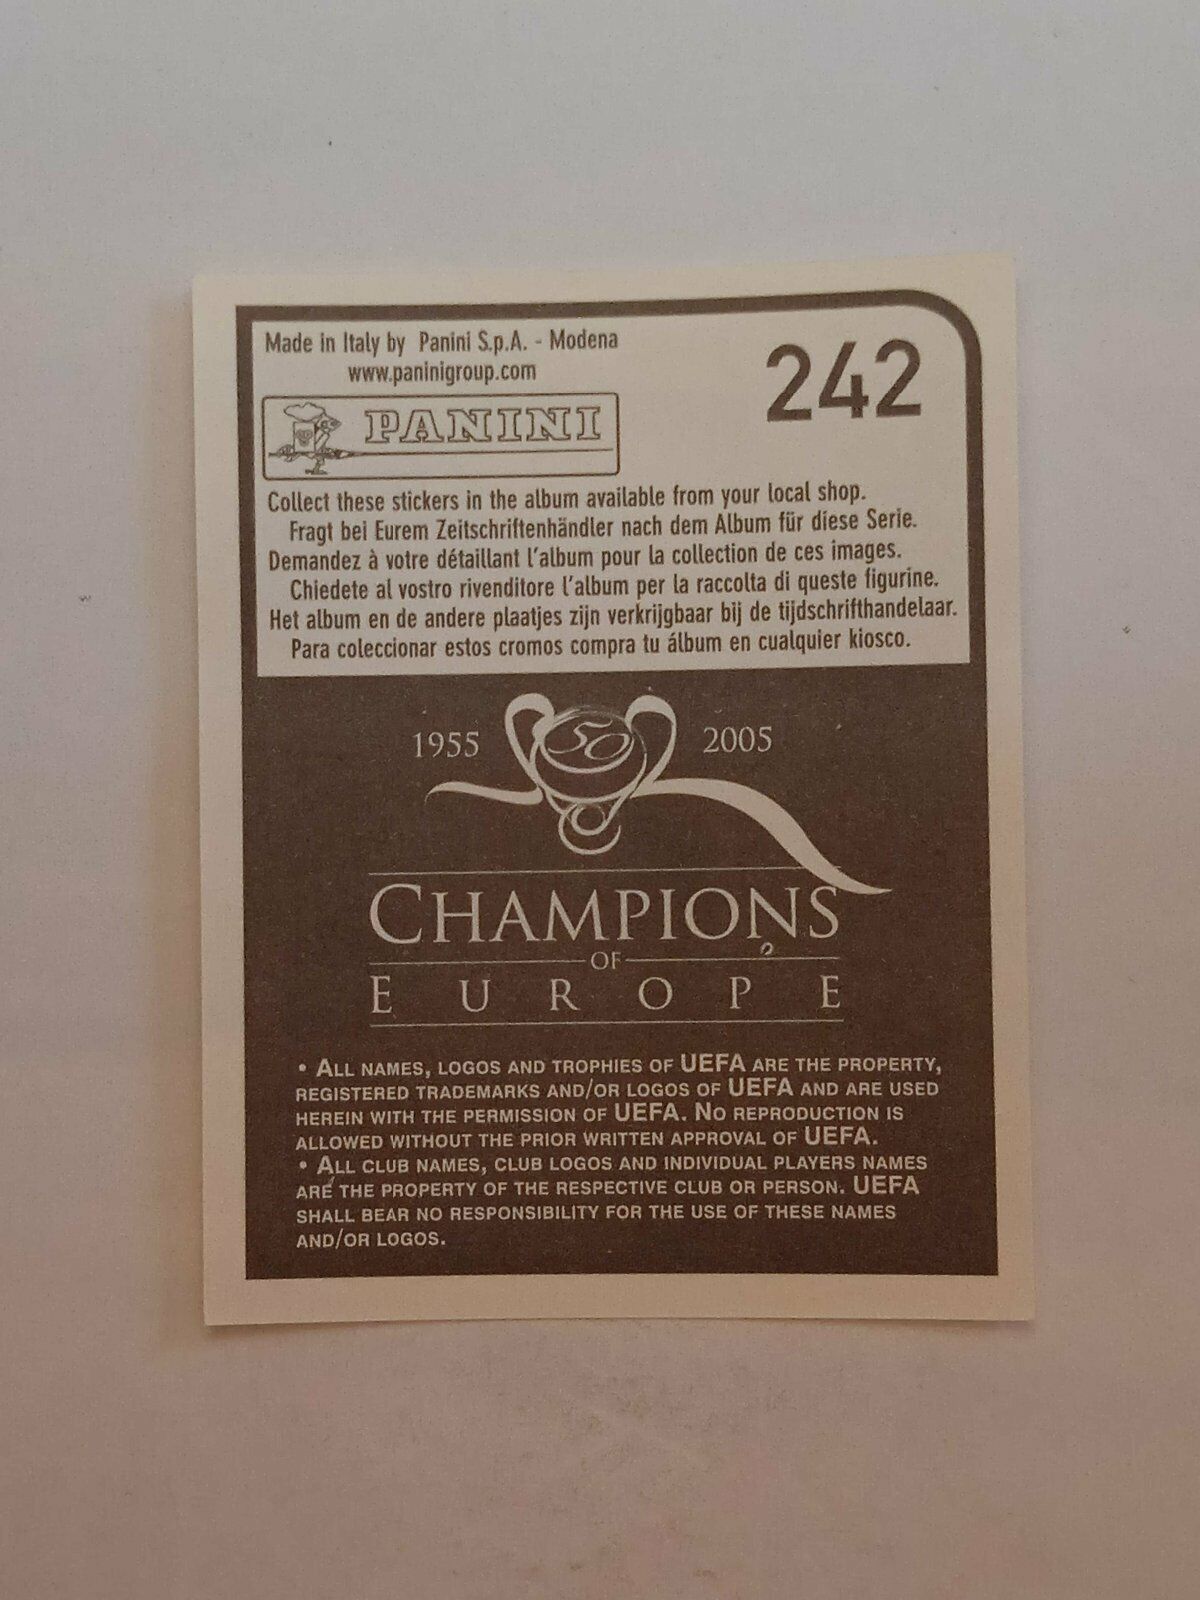 Made in Italy by Panini S.p.A. - Modena
www.paninigroup.com
242
PANINI
Collect these stickers in the album available from your local shop.
Fragt bei Eurem Zeitschriftenhändler nach dem Album für diese Serie.
Demandez à votre détaillant l'album pour la collection de ces images.
Chiedete al vostro rivenditore l'album per la raccolta di queste figurine.
Het album en de andere plaatjes zijn verkrijgbaar bij de tijdschrifthandelaar.
Para coleccionar estos cromos compra tu álbum en cualquier kiosco.
1955 50 2005
CHAMPIONS
OF
EUROPE
• ALL NAMES, LOGOS AND TROPHIES OF UEFA ARE THE PROPERTY,
REGISTERED TRADEMARKS AND/OR LOGOS OF UEFA AND ARE USED
HEREIN WITH THE PERMISSION OF UEFA. NO REPRODUCTION IS
ALLOWED WITHOUT THE PRIOR WRITTEN APPROVAL OF UEFA.
• ALL CLUB NAMES, CLUB LOGOS AND INDIVIDUAL PLAYERS NAMES
ARE THE PROPERTY OF THE RESPECTIVE CLUB OR PERSON. UEFA
SHALL BEAR NO RESPONSIBILITY FOR THE USE OF THESE NAMES
AND/OR LOGOS.